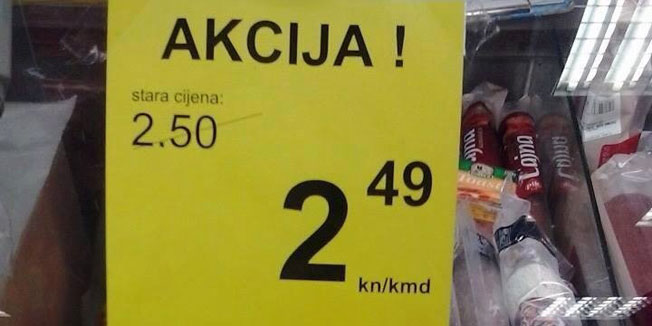 AKCIJA !
stara cijena:
2.50
2 49
kn/kmd